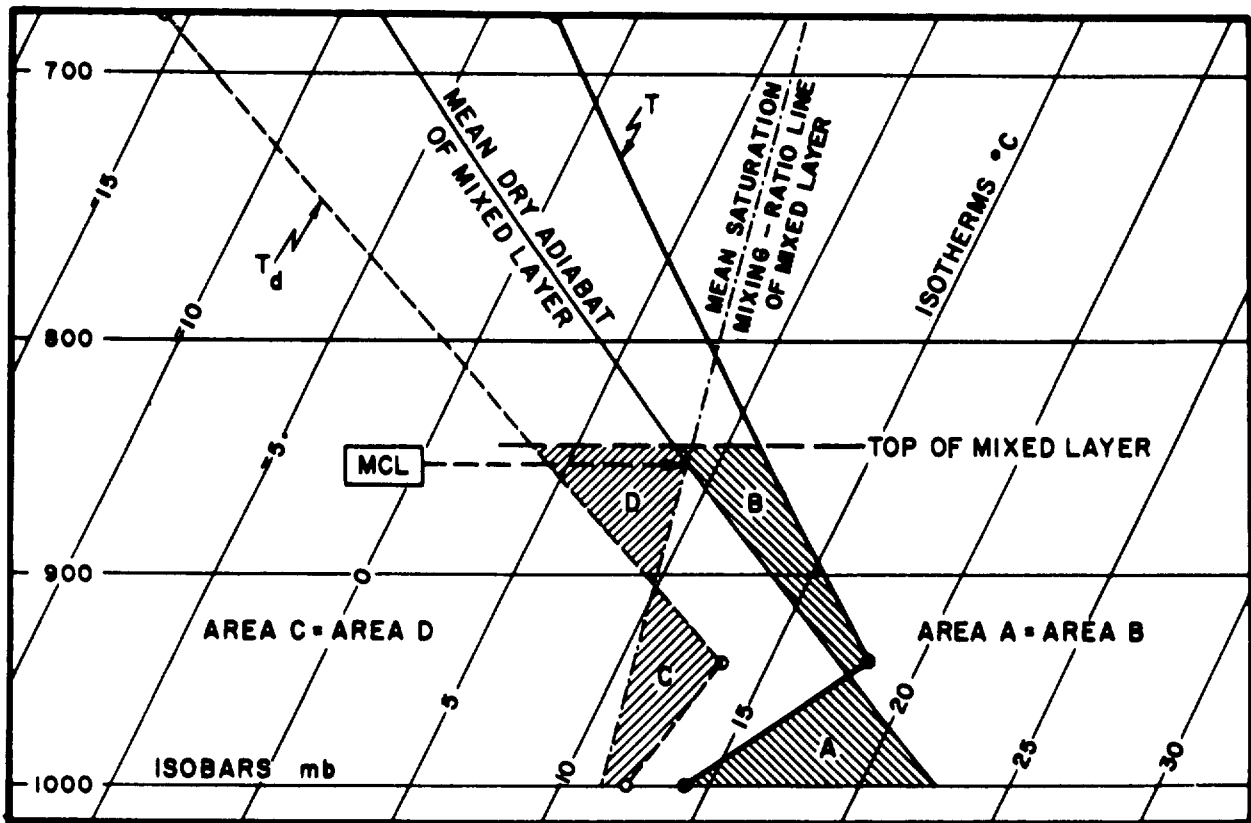 700
MEAN DRY ADIABAT
OF MIXED LAYER
T
MEAN SATURATION
MIXING - RATIO LINE
OF MIXED LAYER
ISOTHERMS °C
-15
T_d
-10
800
-5
MCL
TOP OF MIXED LAYER
D
B
900
0
AREA C = AREA D
AREA A = AREA B
C
5
15
20
A
10
25
30
ISOBARS mb
1000